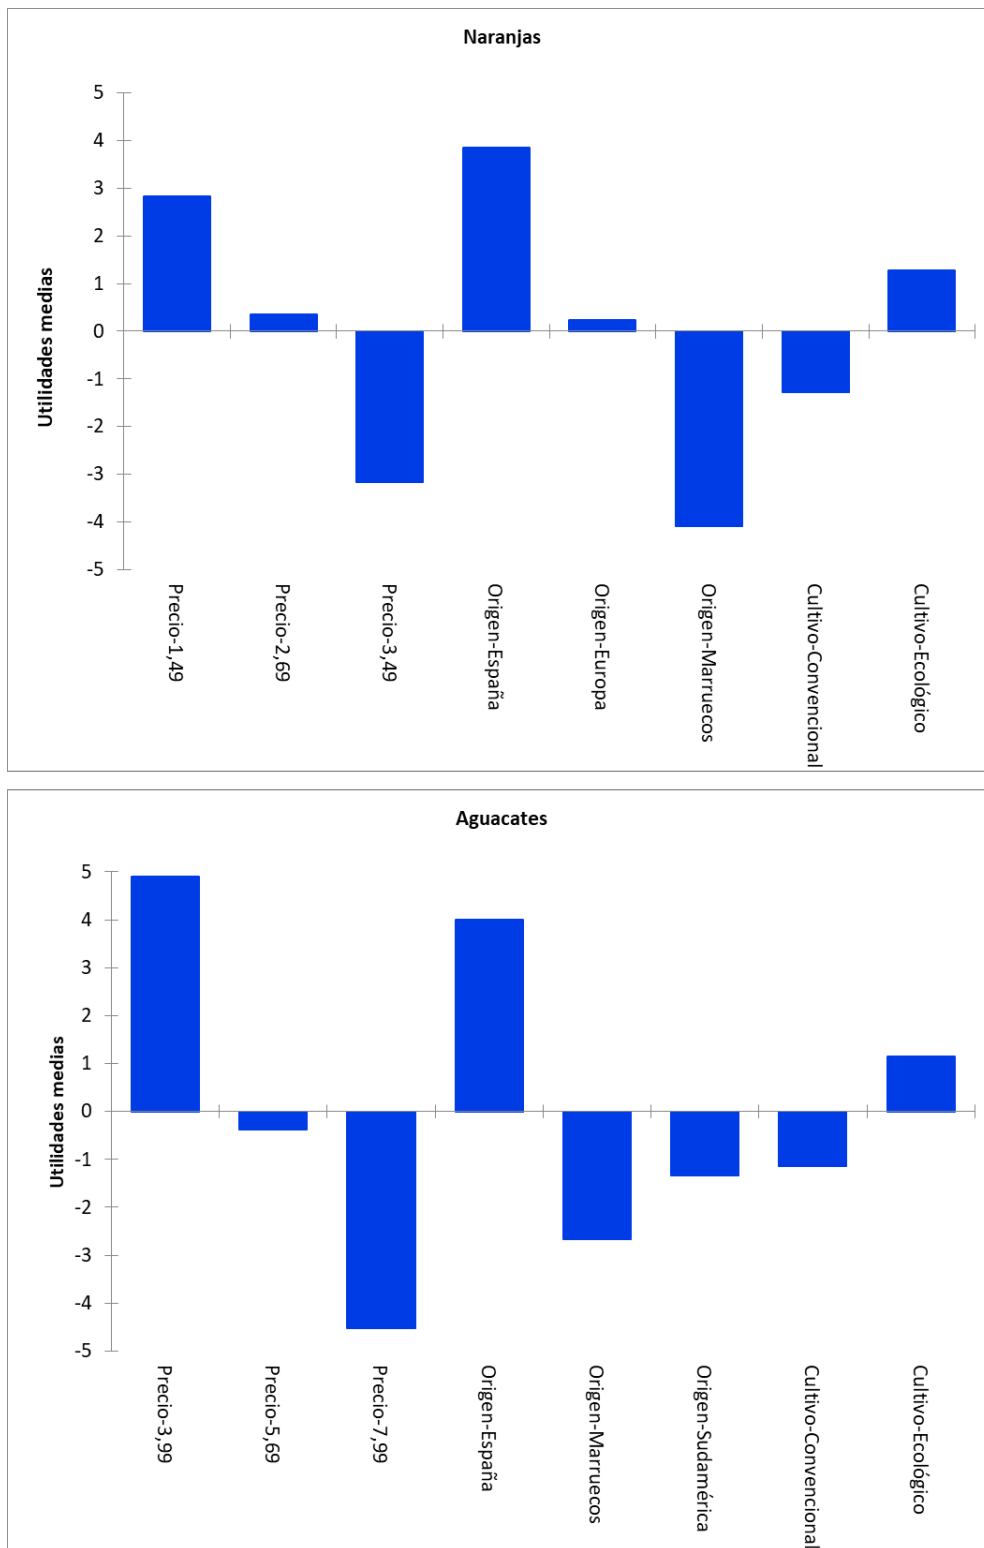 Naranjas
Utilidades medias
5
4
3
2
1
0
-1
-2
-3
-4
-5
Precio-1,49
Precio-2,69
Precio-3,49
Origen-España
Origen-Europa
Origen-Marruecos
Cultivo-Convencional
Cultivo-Ecológico
Aguacates
Utilidades medias
5
4
3
2
1
0
-1
-2
-3
-4
-5
Precio-3,99
Precio-5,69
Precio-7,99
Origen-España
Origen-Marruecos
Origen-Sudamérica
Cultivo-Convencional
Cultivo-Ecológico